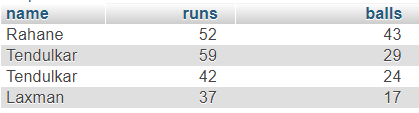 name runs balls
Rahane 52 43
Tendulkar 59 29
Tendulkar 42 24
Laxman 37 17